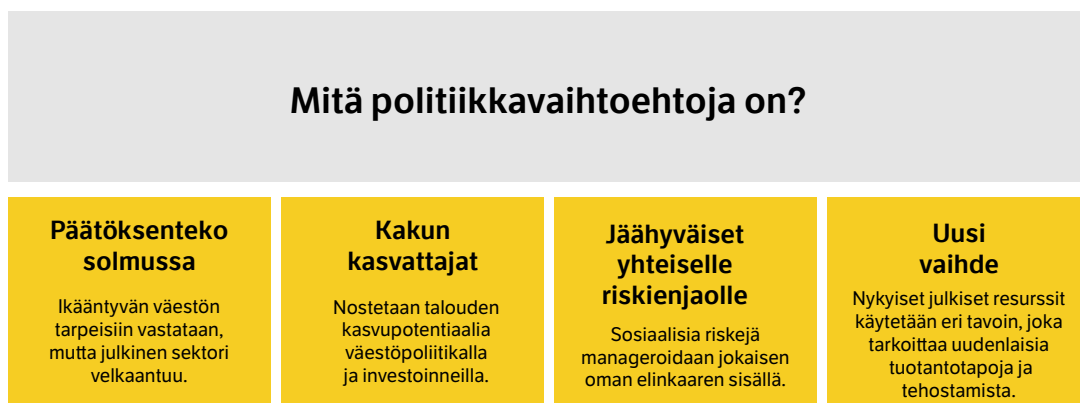 Mitä politiikkavaihtoehtoja on?
Päätöksenteko
solmussa
Ikääntyvän väestön
tarpeisiin vastataan,
mutta julkinen sektori
velkaantuu.
Kakun
kasvattajat
Nostetaan talouden
kasvupotentiaalia
väestöpoliitikalla
ja investoinneilla.
Jäähyväiset
yhteiselle
riskienjaolle
Sosiaalisia riskejä
manageroidaan jokaisen
oman elinkaaren sisällä.
Uusi
vaihde
Nykyiset julkiset resurssit
käytetään eri tavoin, joka
tarkoittaa uudenlaisia
tuotantotapoja ja
tehostamista.